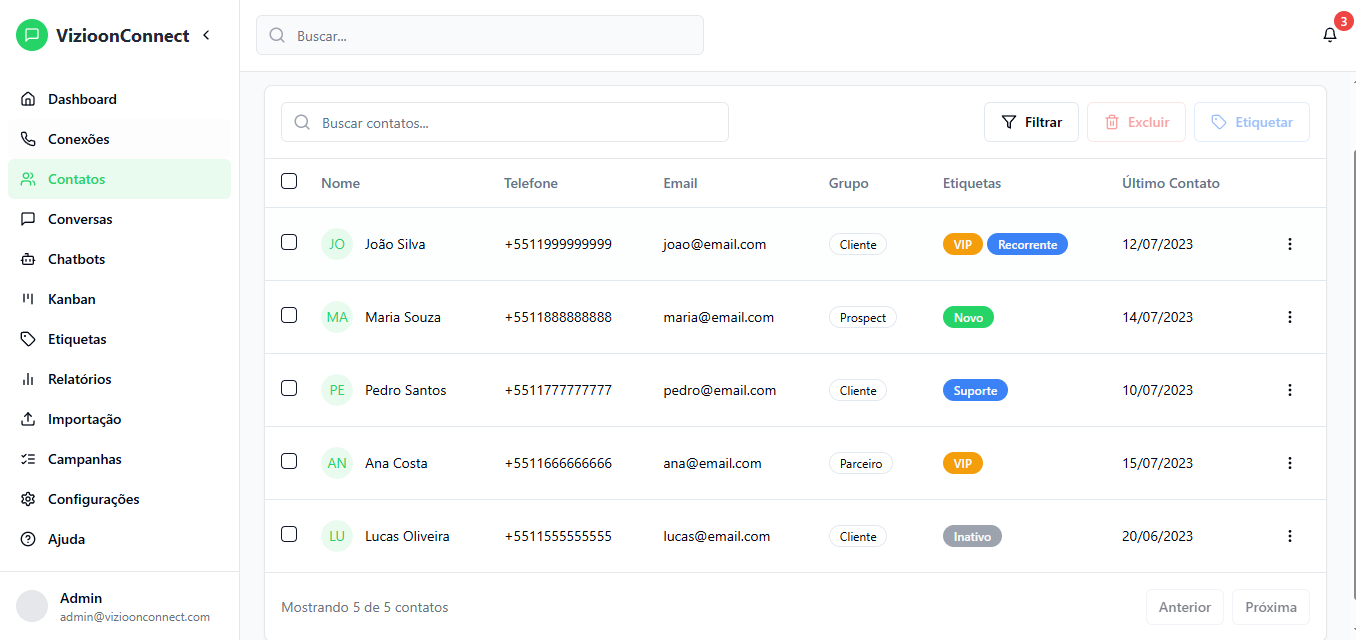 VizioonConnect
Buscar...
3
Dashboard
Conexões
Contatos
Conversas
Chatbots
Kanban
Etiquetas
Relatórios
Importação
Campanhas
Configurações
Ajuda
Admin
admin@vizioonconnect.com
Buscar contatos... Filtrar Excluir Etiquetar
Nome Telefone Email Grupo Etiquetas Último Contato
JO João Silva +5511999999999 joao@email.com Cliente VIP Recorrente 12/07/2023
MA Maria Souza +5511888888888 maria@email.com Prospect Novo 14/07/2023
PE Pedro Santos +5511777777777 pedro@email.com Cliente Suporte 10/07/2023
AN Ana Costa +5511666666666 ana@email.com Parceiro VIP 15/07/2023
LU Lucas Oliveira +5511555555555 lucas@email.com Cliente Inativo 20/06/2023
Mostrando 5 de 5 contatos Anterior Próxima